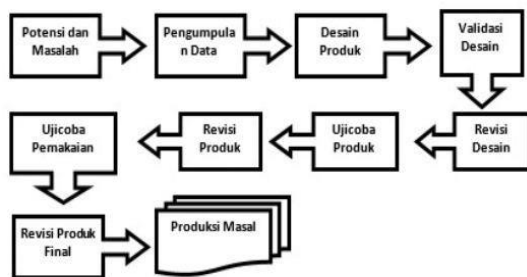 Potensi dan
Masalah
Pengumpula
n Data
Desain
Produk
Validasi
Desain
Revisi
Desain
Ujicoba
Produk
Revisi
Produk
Ujicoba
Pemakaian
Revisi Produk
Final
Produksi Masal